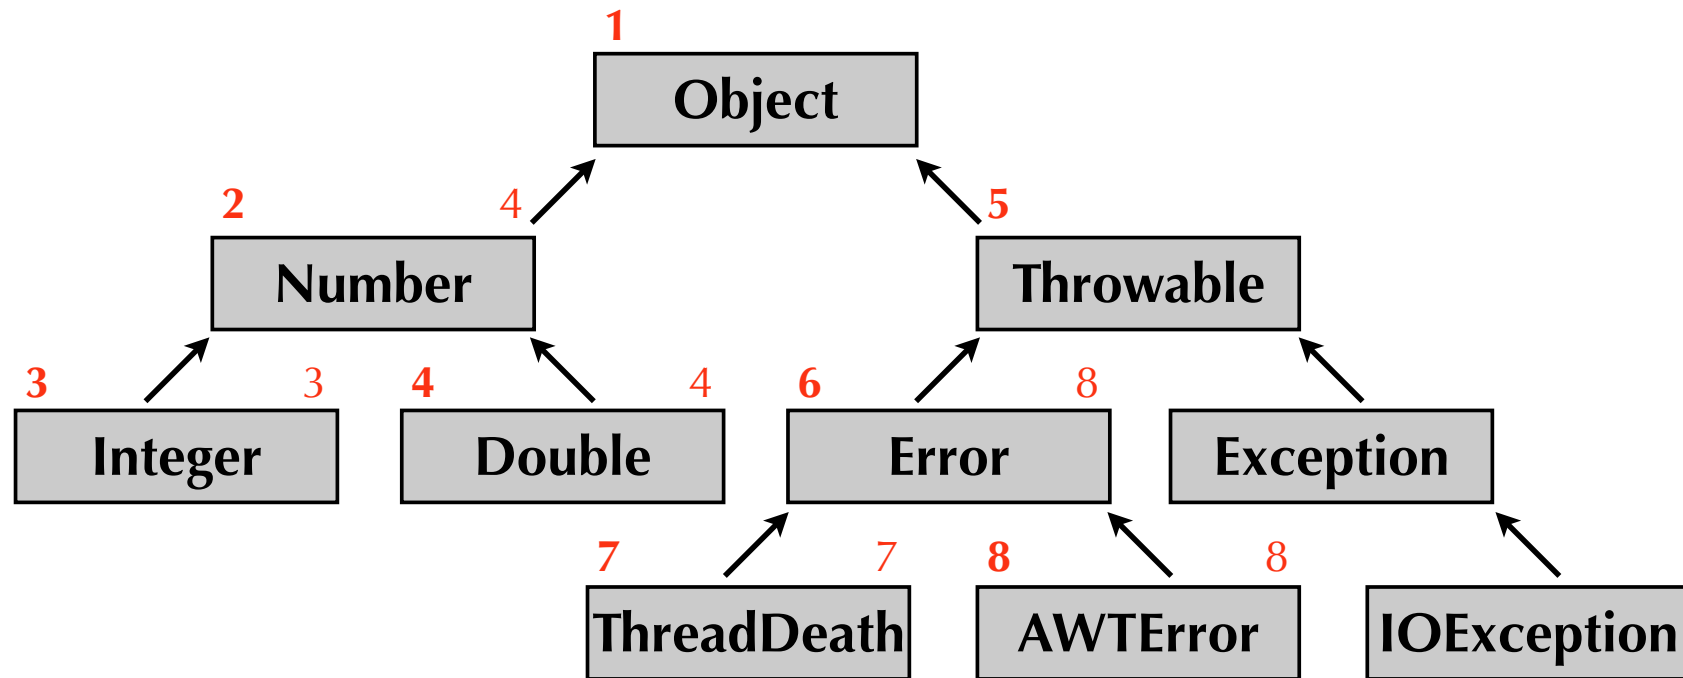 1
Object
2 4 5
Number Throwable
3 3 4 4 6 8
Integer Double Error Exception
7 7 8 8
ThreadDeath AWTError IOException